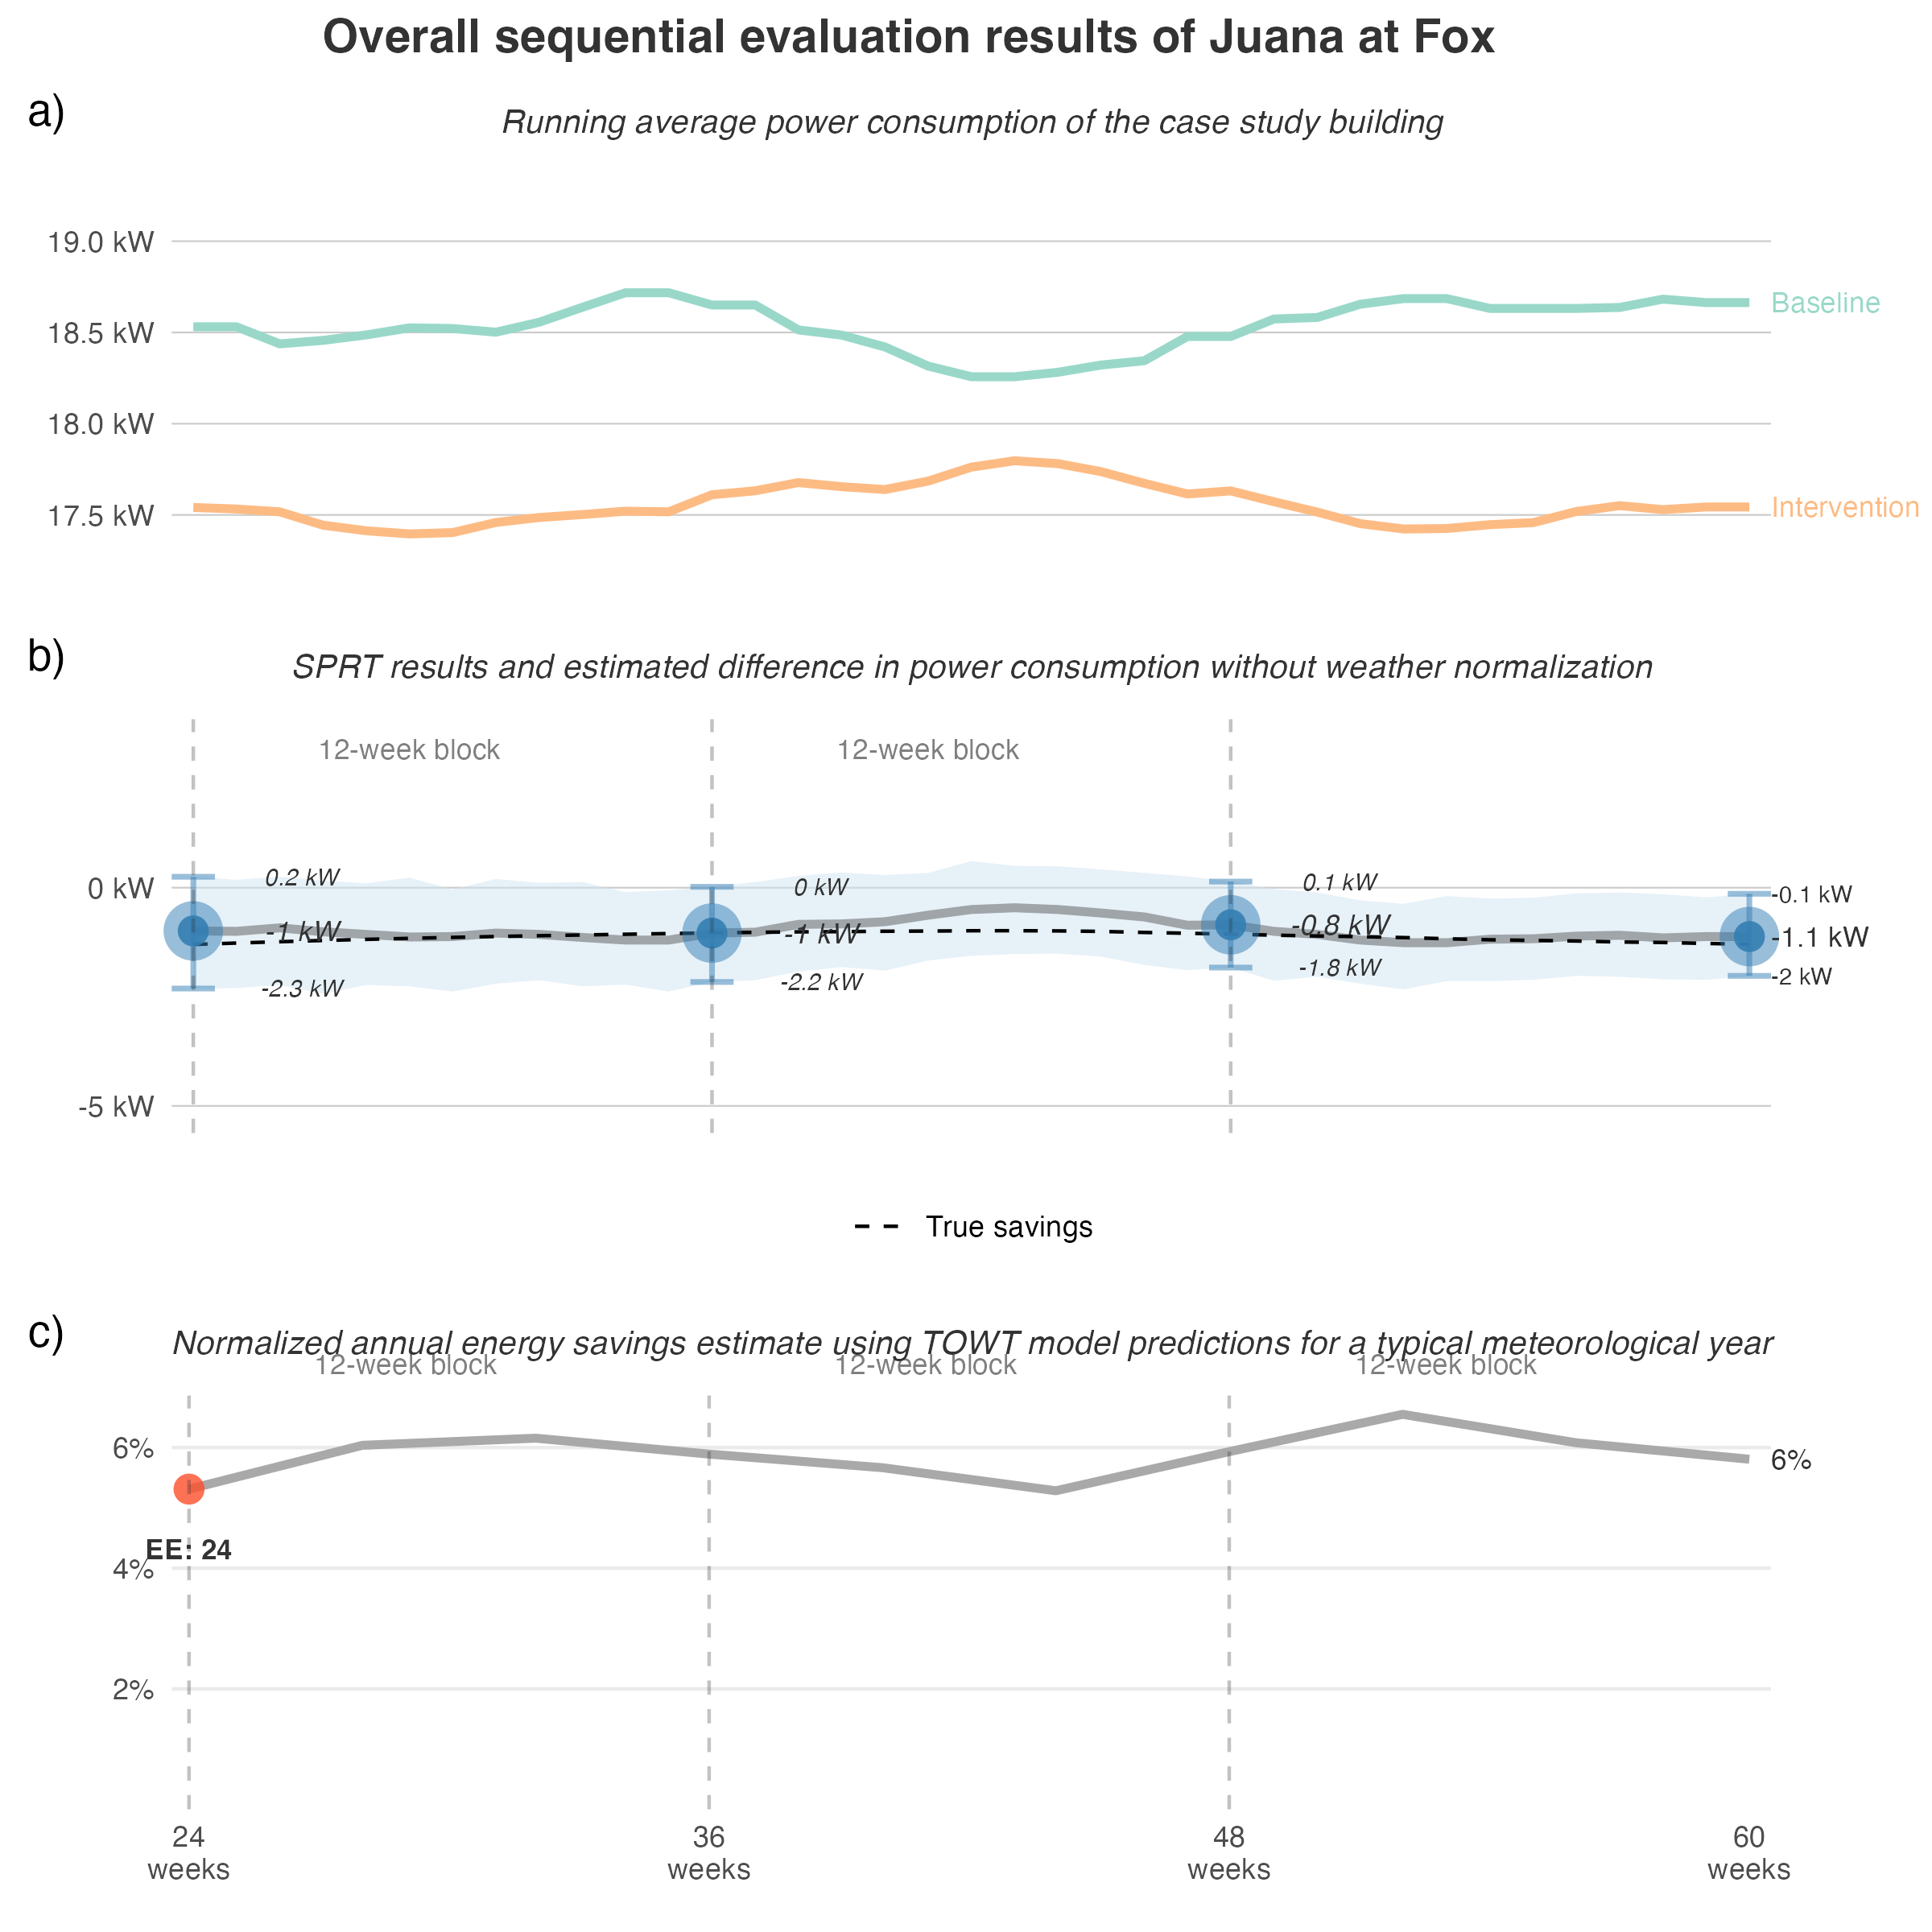 Overall sequential evaluation results of Juana at Fox
a)
Running average power consumption of the case study building
19.0 kW
18.5 kW
18.0 kW
17.5 kW
Baseline
Intervention
b)
SPRT results and estimated difference in power consumption without weather normalization
12-week block
12-week block
0 kW
-5 kW
0.2 kW
-1 kW
-2.3 kW
0 kW
-1 kW
-2.2 kW
0.1 kW
-0.8 kW
-1.8 kW
-0.1 kW
-1.1 kW
-2 kW
True savings
c)
Normalized annual energy savings estimate using TOWT model predictions for a typical meteorological year
12-week block
12-week block
12-week block
6%
4%
2%
EE: 24
6%
24
weeks
36
weeks
48
weeks
60
weeks